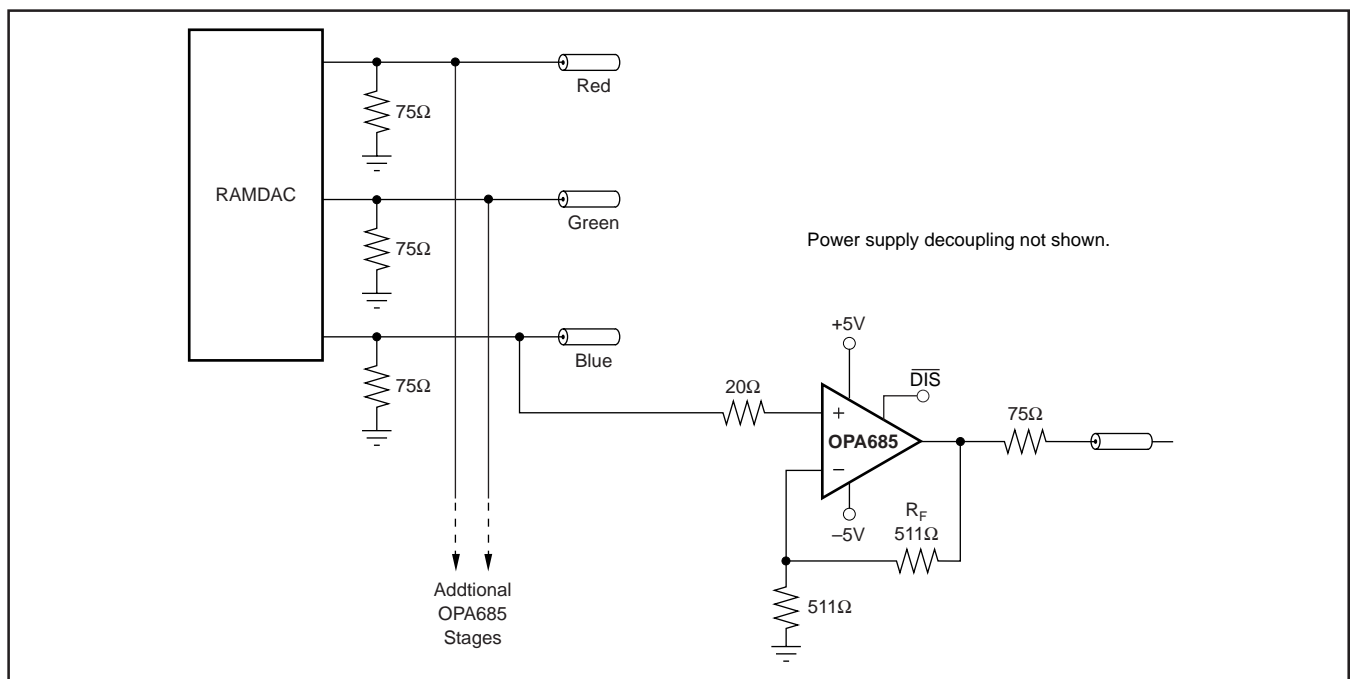 Red
75Ω
RAMDAC
Green
75Ω
Power supply decoupling not shown.
Blue
75Ω
+5V
DIS
20Ω
75Ω
+
OPA685
−
–5V
RF
511Ω
511Ω
Addtional
OPA685
Stages